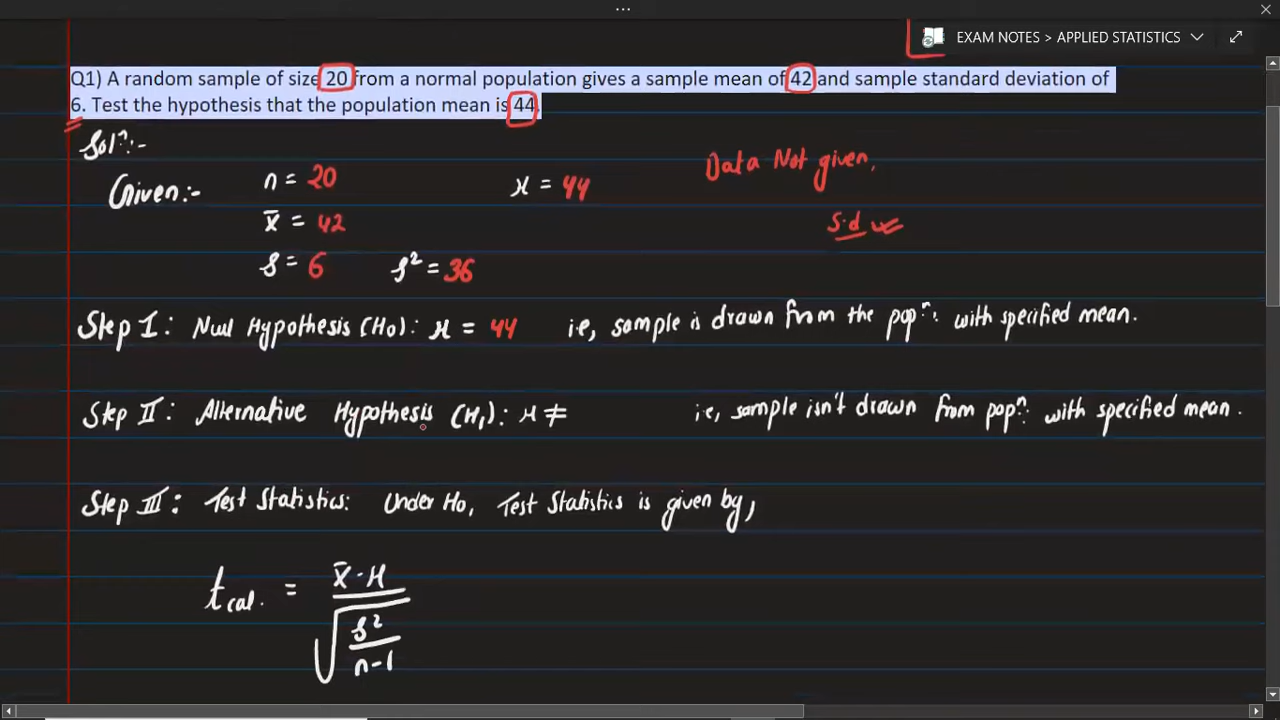 EXAM NOTES > APPLIED STATISTICS
Q1) A random sample of size 20 from a normal population gives a sample mean of 42 and sample standard deviation of
6. Test the hypothesis that the population mean is 44.
Solⁿ:-
Given:- n = 20 μ = 44
Data Not given,
x̄ = 42
S.d
s = 6 s² = 36
Step I: Null Hypothesis (H₀): μ = 44 i.e, sample is drawn from the popⁿ. with specified mean.
Step II: Alternative Hypothesis (H₁): μ ≠ i.e, sample isn't drawn from popⁿ. with specified mean.
Step III: Test Statistics: Under H₀, Test Statistics is given by,
t cal. = x̄ - μ
√ s²
n-1